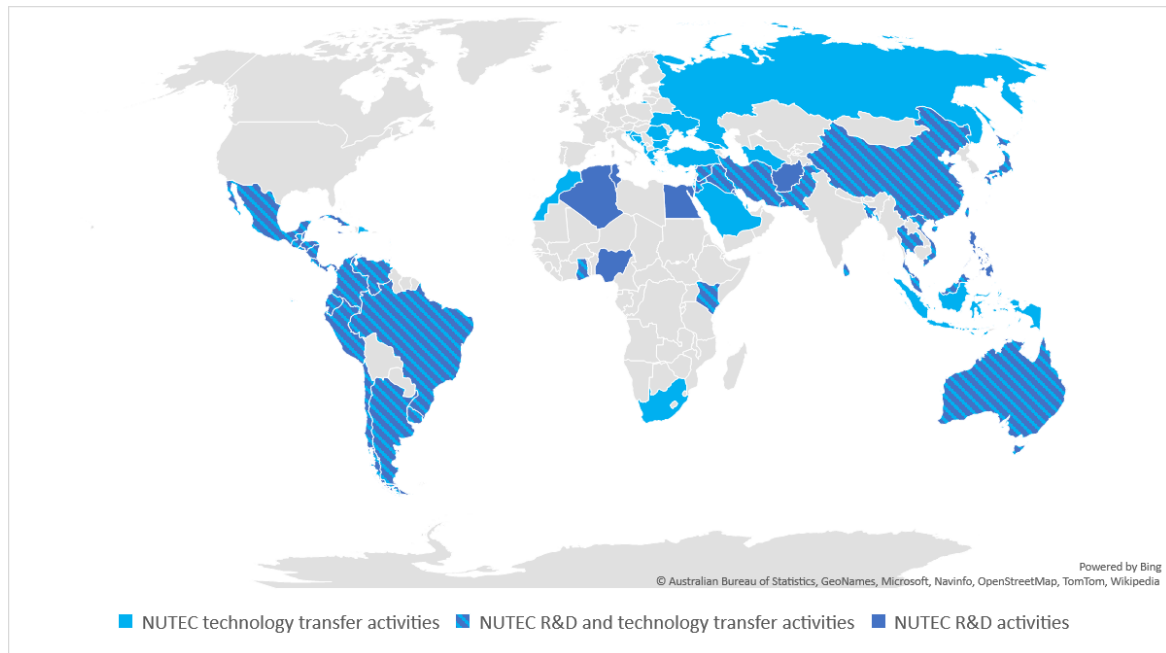 Powered by Bing
© Australian Bureau of Statistics, GeoNames, Microsoft, Navinfo, OpenStreetMap, TomTom, Wikipedia
NUTEC technology transfer activities NUTEC R&D and technology transfer activities NUTEC R&D activities